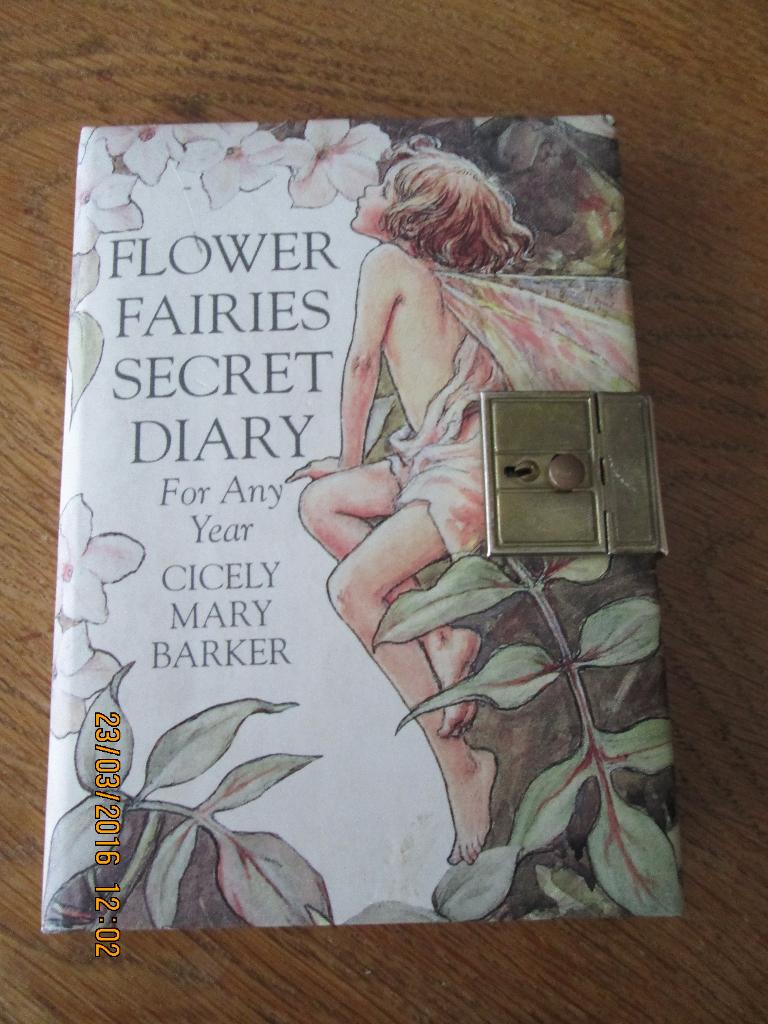 FLOWER
FAIRIES
SECRET
DIARY
For Any
Year
CICELY
MARY
BARKER
23/03/2016 12:02